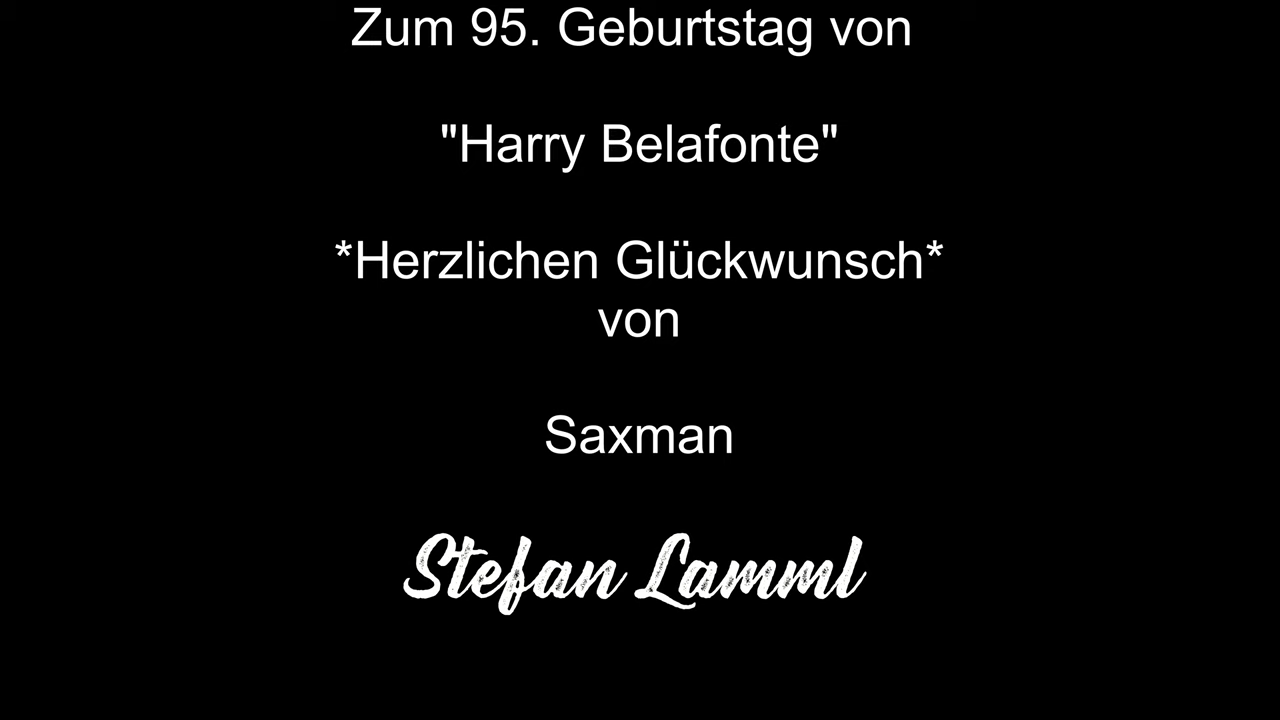 Zum 95. Geburtstag von
"Harry Belafonte"
*Herzlichen Glückwunsch*
von
Saxman
Stefan Lamml